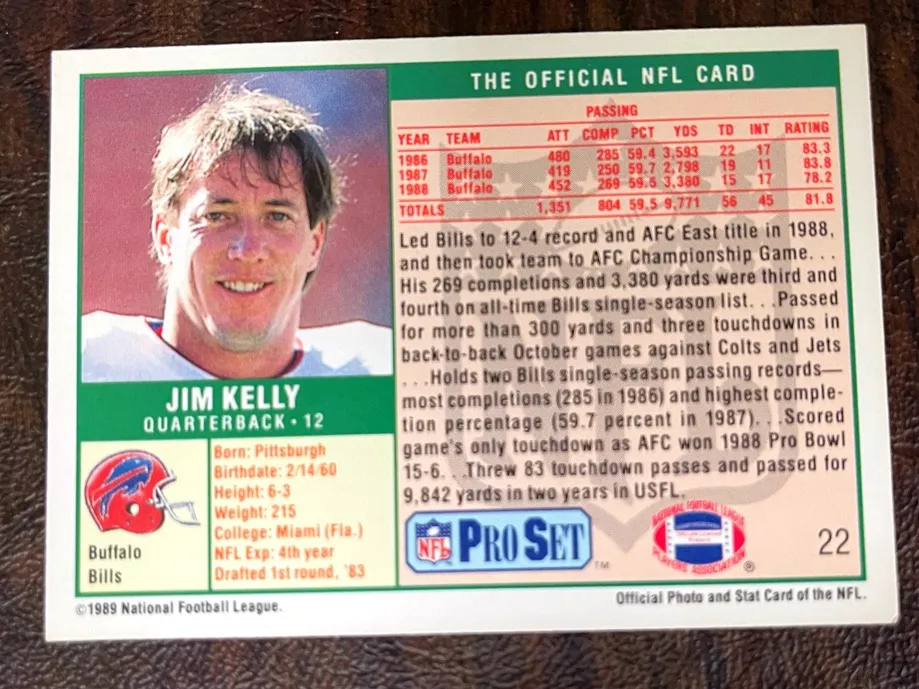 THE OFFICIAL NFL CARD
PASSING
YEAR TEAM ATT COMP PCT YDS TD INT RATING
1986 Buffalo 480 285 59.4 3,593 22 17 83.3
1987 Buffalo 419 250 59.7 2,798 19 11 83.8
1988 Buffalo 452 269 59.5 3,380 15 17 78.2
TOTALS 1,351 804 59.5 9,771 56 45 81.8
Led Bills to 12-4 record and AFC East title in 1988,
and then took team to AFC Championship Game. . .
His 269 completions and 3,380 yards were third and
fourth on all-time Bills single-season list. . .Passed
for more than 300 yards and three touchdowns in
back-to-back October games against Colts and Jets
. . .Holds two Bills single-season passing records—
most completions (285 in 1986) and highest comple-
tion percentage (59.7 percent in 1987). . .Scored
game's only touchdown as AFC won 1988 Pro Bowl
15-6. . .Threw 83 touchdown passes and passed for
9,842 yards in two years in USFL.
JIM KELLY
QUARTERBACK • 12
Buffalo
Bills
Born: Pittsburgh
Birthdate: 2/14/60
Height: 6-3
Weight: 215
College: Miami (Fla.)
NFL Exp: 4th year
Drafted 1st round, '83
NFL PRO SET TM
NATIONAL FOOTBALL LEAGUE
PLAYERS ASSOCIATION ®
22
©1989 National Football League.
Official Photo and Stat Card of the NFL.